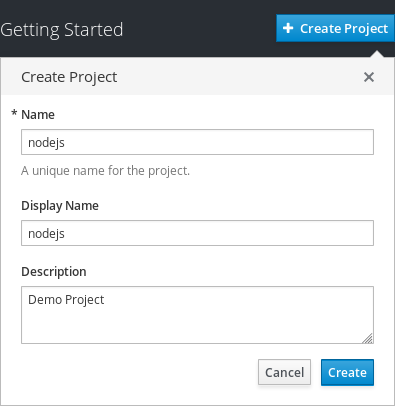 Getting Started
+ Create Project
Create Project ×
* Name
nodejs
A unique name for the project.
Display Name
nodejs
Description
Demo Project
Cancel Create